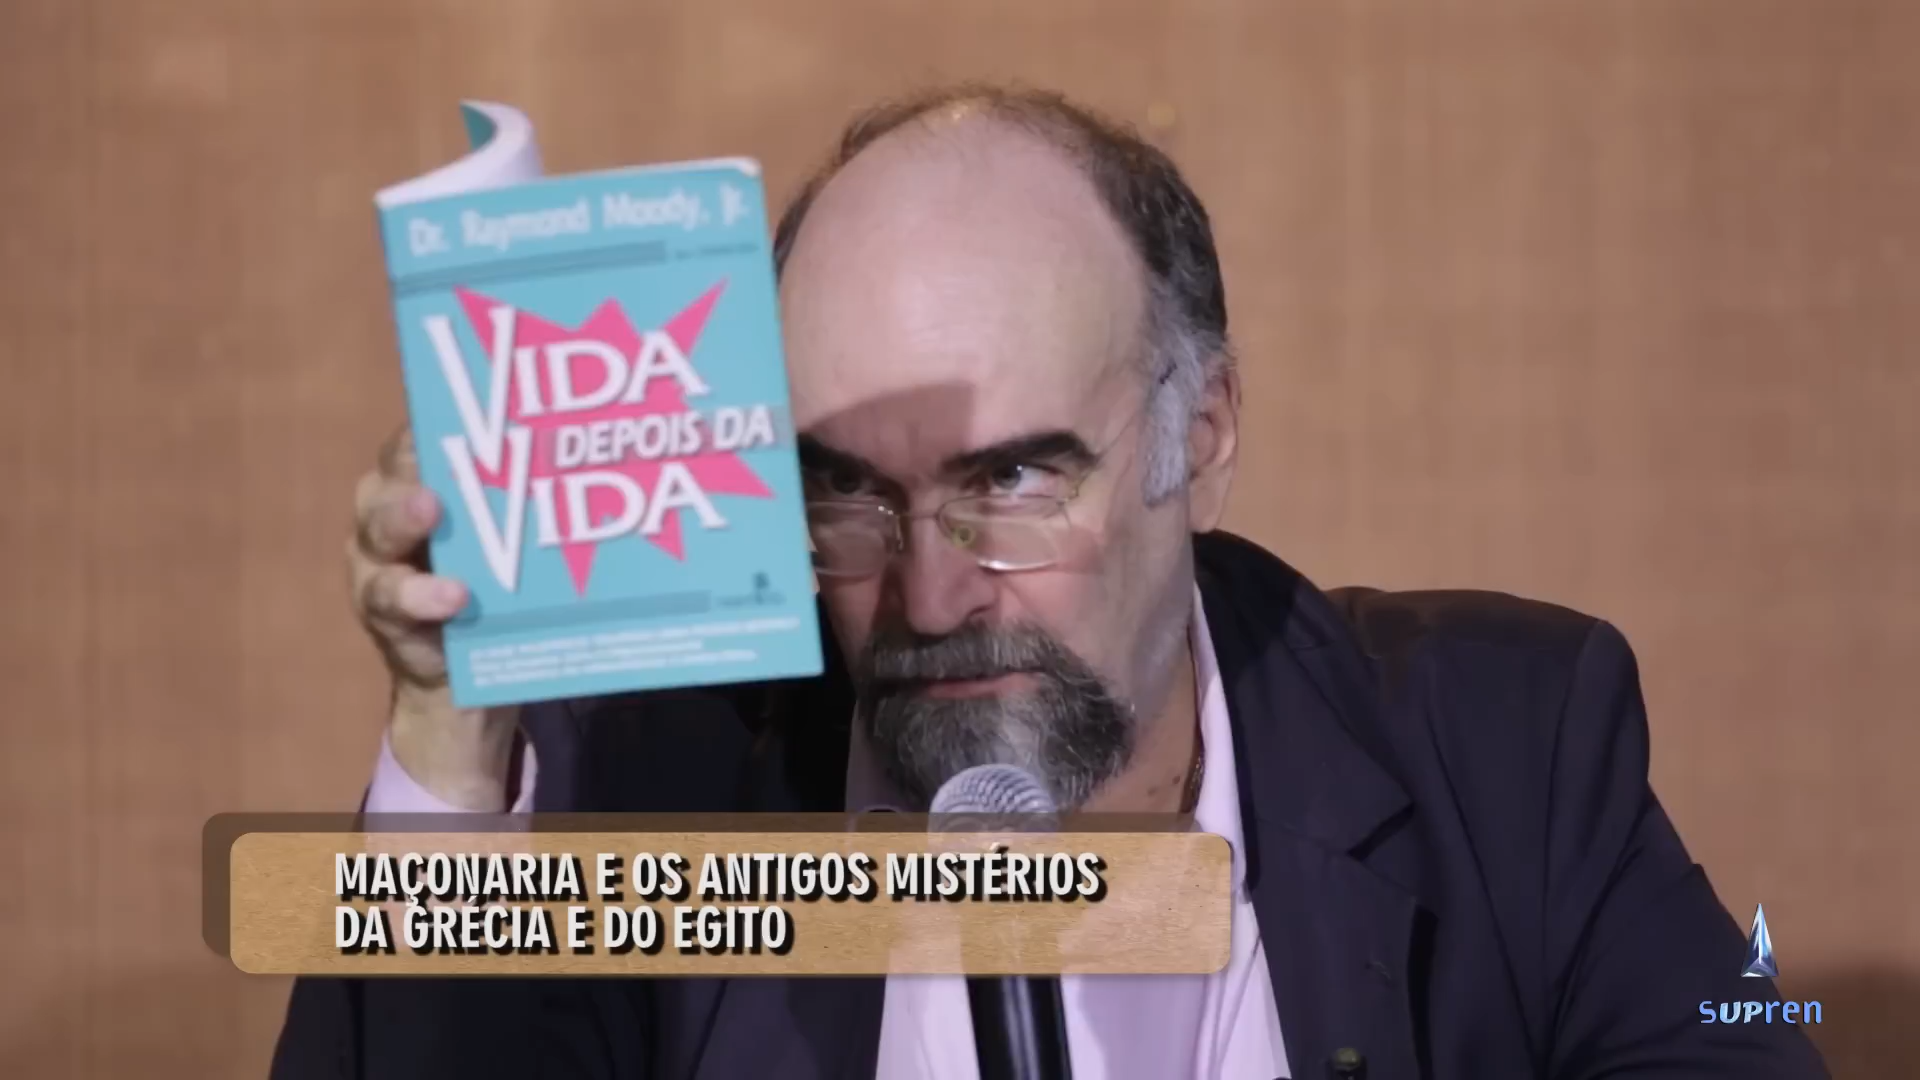 Dr. Raymond Moody, Jr.
VIDA
DEPOIS DA
VIDA
MAÇONARIA E OS ANTIGOS MISTÉRIOS
DA GRÉCIA E DO EGITO
SUPren